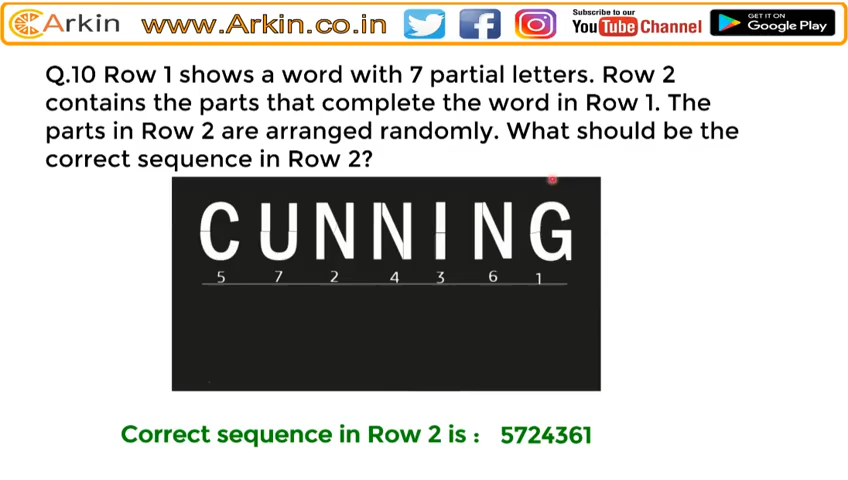 Arkin www.Arkin.co.in Subscribe to our YouTube Channel GET IT ON Google Play
Q.10 Row 1 shows a word with 7 partial letters. Row 2
contains the parts that complete the word in Row 1. The
parts in Row 2 are arranged randomly. What should be the
correct sequence in Row 2?
CUNNING
5 7 2 4 3 6 1
Correct sequence in Row 2 is : 5724361